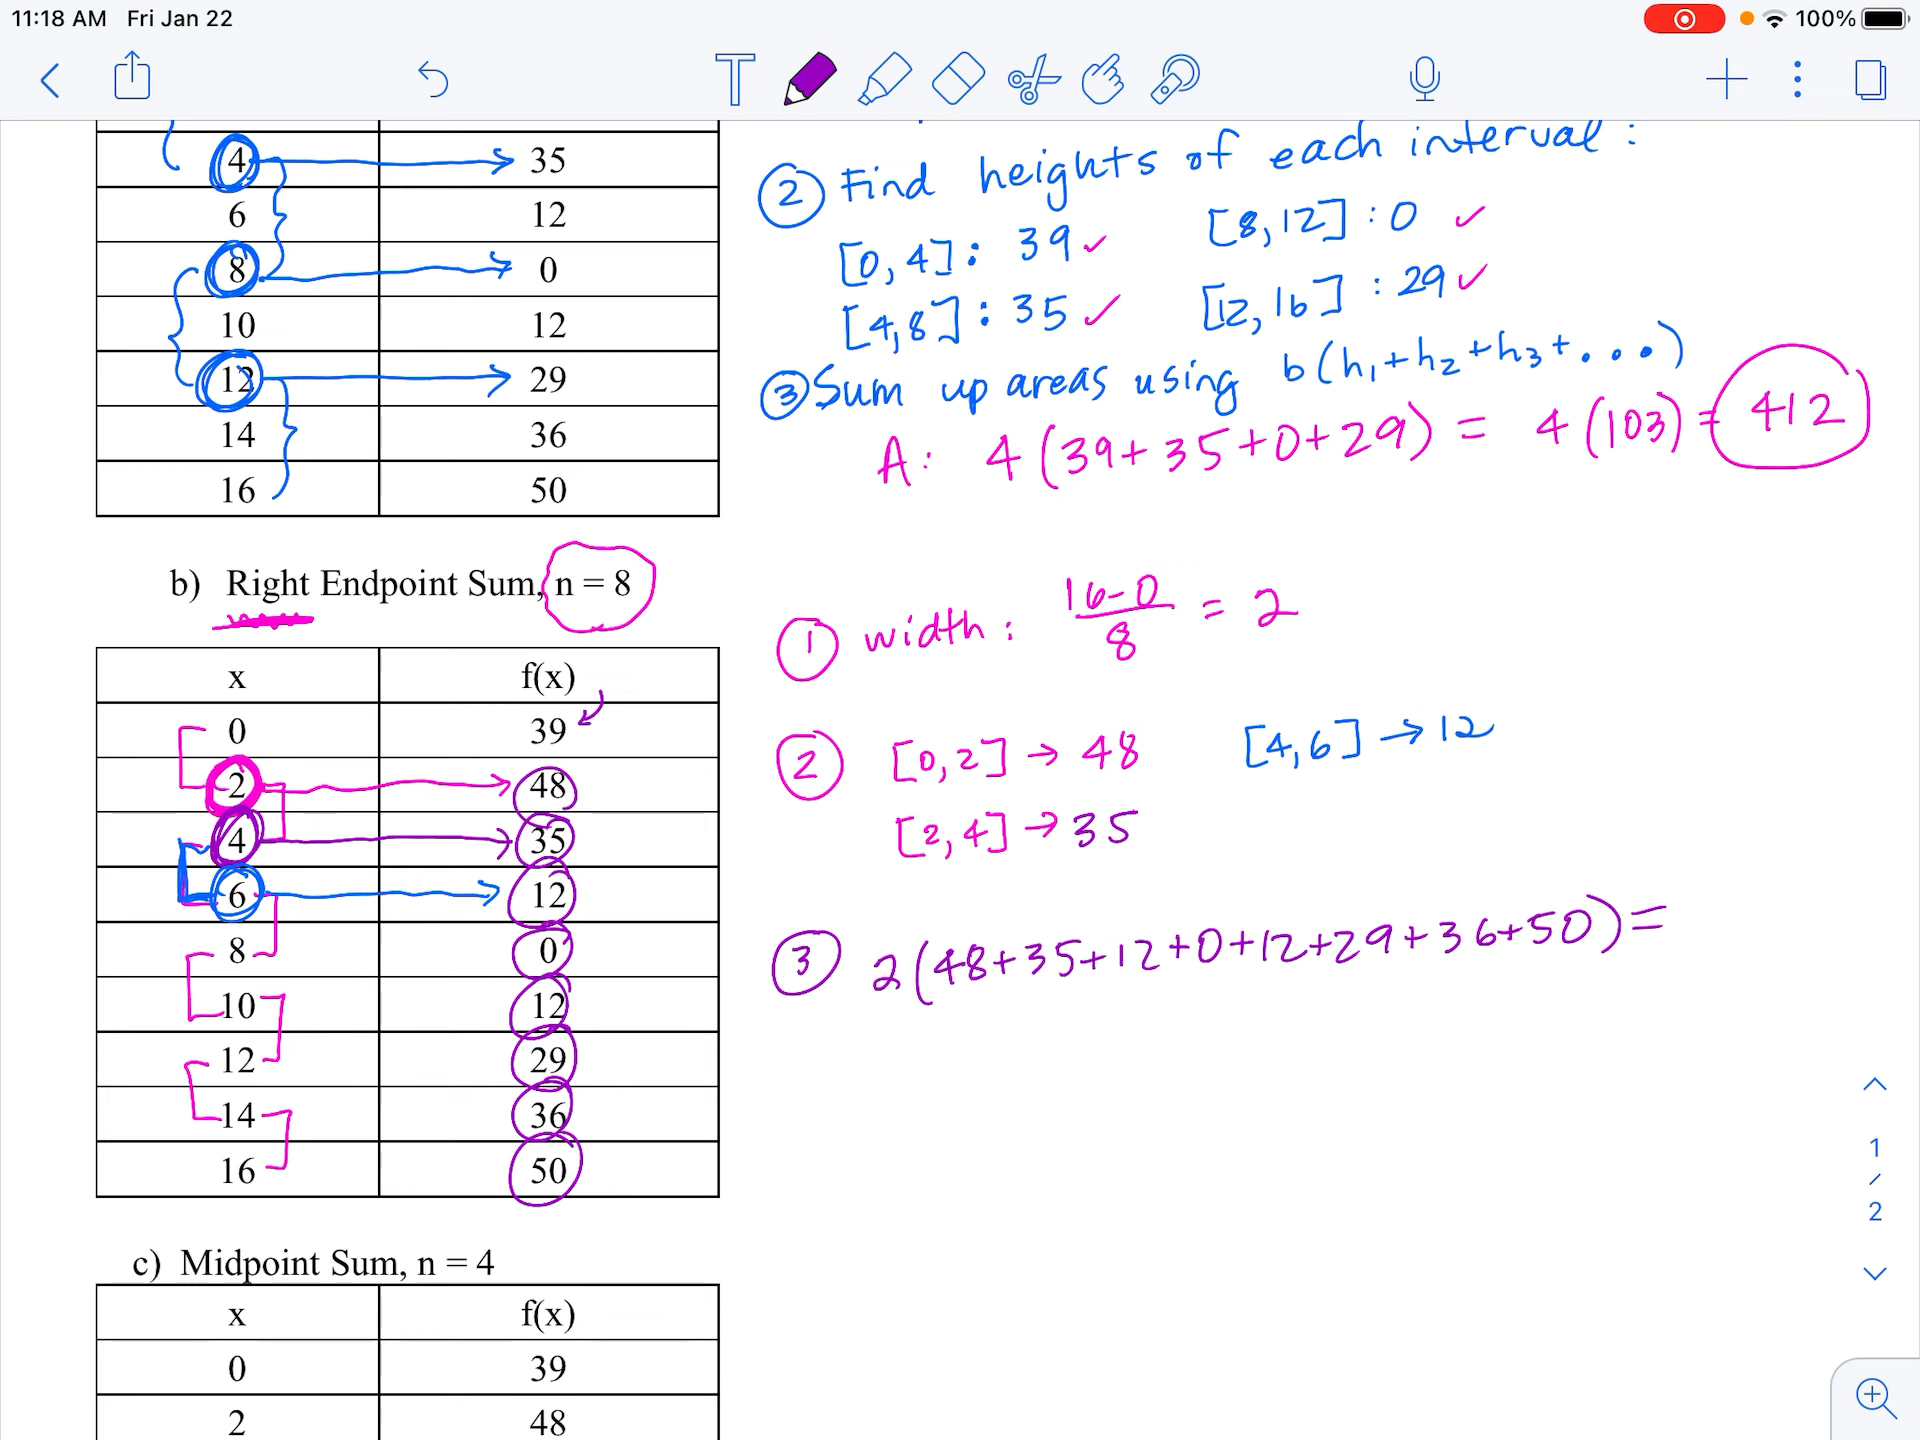 11:18 AM Fri Jan 22
100%
4 35
6 12
8 0
10 12
12 29
14 36
16 50
② Find heights of each interval :
[0,4] : 39 ✓ [8,12] : 0 ✓
[4,8] : 35 ✓ [12,16] : 29 ✓
③ Sum up areas using b(h₁+h₂+h₃+...)
A: 4(39+35+0+29) = 4(103) = 412
b) Right Endpoint Sum, n = 8
x f(x)
0 39
2 48
4 35
6 12
8 0
10 12
12 29
14 36
16 50
① width : 16-0/8 = 2
② [0,2] → 48 [4,6] → 12
[2,4] → 35
③ 2(48+35+12+0+12+29+36+50)=
1
/
2
c) Midpoint Sum, n = 4
x f(x)
0 39
2 48